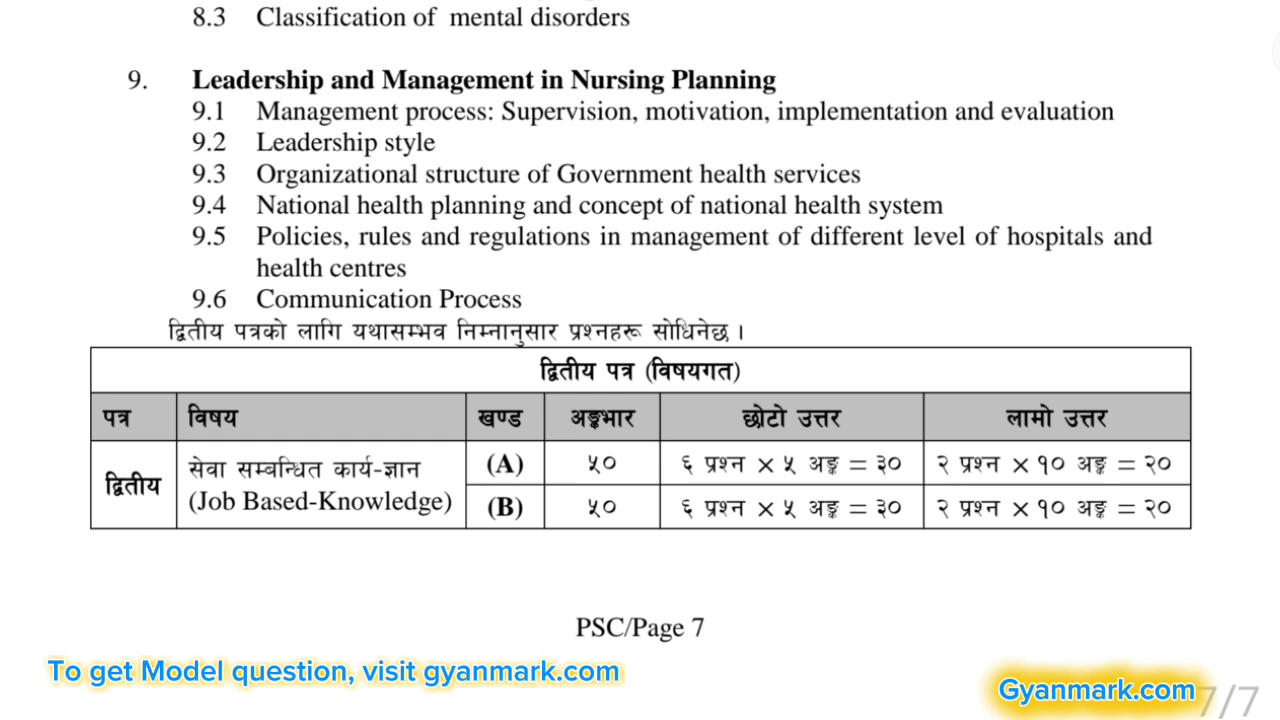 8.3 Classification of mental disorders
9. Leadership and Management in Nursing Planning
9.1 Management process: Supervision, motivation, implementation and evaluation
9.2 Leadership style
9.3 Organizational structure of Government health services
9.4 National health planning and concept of national health system
9.5 Policies, rules and regulations in management of different level of hospitals and
health centres
9.6 Communication Process
द्वितीय पत्रको लागि यथासम्भव निम्नानुसार प्रश्नहरू सोधिनेछ ।
द्वितीय पत्र (विषयगत)
पत्र विषय खण्ड अङ्कभार छोटो उत्तर लामो उत्तर
द्वितीय सेवा सम्बन्धित कार्य-ज्ञान (A) ५० ६ प्रश्न × ५ अङ्क = ३० २ प्रश्न × १० अङ्क = २०
(Job Based-Knowledge) (B) ५० ६ प्रश्न × ५ अङ्क = ३० २ प्रश्न × १० अङ्क = २०
PSC/Page 7
To get Model question, visit gyanmark.com
Gyanmark.com
7/7